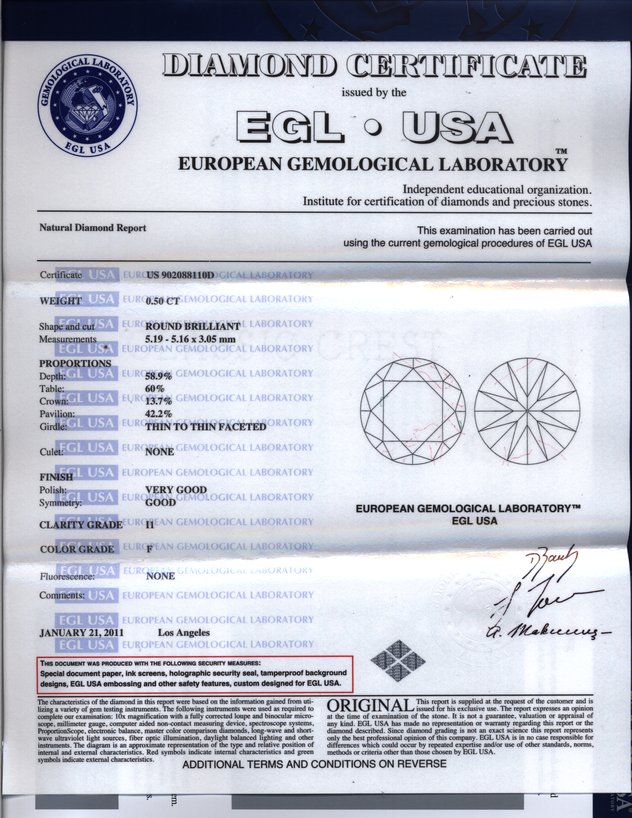 GEMOLOGICAL LABORATORY
EGL USA
DIAMOND CERTIFICATE
issued by the
EGL • USA
EUROPEAN GEMOLOGICAL LABORATORY™
Independent educational organization.
Institute for certification of diamonds and precious stones.
Natural Diamond Report
This examination has been carried out
using the current gemological procedures of EGL USA
Certificate US 902088110D
WEIGHT 0.50 CT
Shape and cut ROUND BRILLIANT
Measurements 5.19 - 5.16 x 3.05 mm
PROPORTIONS
Depth: 58.9%
Table: 60%
Crown: 13.7%
Pavilion: 42.2%
Girdle: THIN TO THIN FACETED
Culet: NONE
FINISH
Polish: VERY GOOD
Symmetry: GOOD
CLARITY GRADE I1
COLOR GRADE F
Fluorescence: NONE
Comments:
JANUARY 21, 2011 Los Angeles
EUROPEAN GEMOLOGICAL LABORATORY™
EGL USA
THIS DOCUMENT WAS PRODUCED WITH THE FOLLOWING SECURITY MEASURES:
Special document paper, ink screens, holographic security seal, tamperproof background
designs, EGL USA embossing and other safety features, custom designed for EGL USA.
The characteristics of the diamond in this report were based on the information gained from uti-
lizing a variety of gem testing instruments. The following instruments were used as required to
complete our examination: 10x magnification with a fully corrected loupe and binocular micro-
scope, millimeter gauge, computer aided non-contact measuring device, spectroscope systems,
ProportionScope, electronic balance, master color comparison diamonds, long-wave and short-
wave ultraviolet light sources, fiber optic illumination, daylight balanced lighting and other
instruments. The diagram is an approximate representation of the type and relative position of
internal and external characteristics. Red symbols indicate internal characteristics and green
symbols indicate external characteristics.
ORIGINAL This report is supplied at the request of the customer and is
issued for his exclusive use. The report expresses an opinion
at the time of examination of the stone. It is not a guarantee, valuation or appraisal of
any kind. EGL USA has made no representation or warranty regarding this report or the
diamond described. Since diamond grading is not an exact science this report represents
only the best professional opinion of this company. EGL USA is in no case responsible for
differences which could occur by repeated expertise and/or use of other standards, norms,
methods or criteria other than those chosen by EGL USA.
ADDITIONAL TERMS AND CONDITIONS ON REVERSE